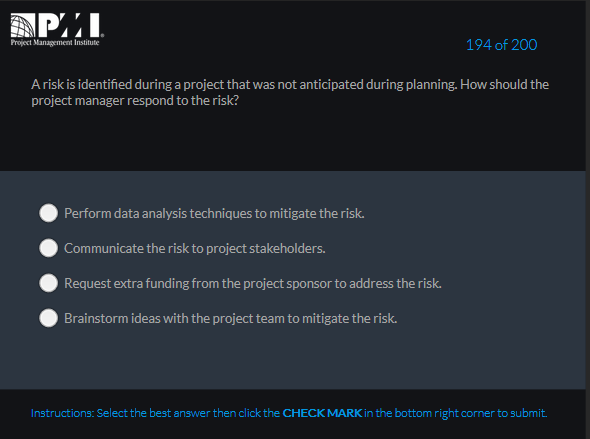 PMI.
Project Management Institute
194 of 200
A risk is identified during a project that was not anticipated during planning. How should the
project manager respond to the risk?
Perform data analysis techniques to mitigate the risk.
Communicate the risk to project stakeholders.
Request extra funding from the project sponsor to address the risk.
Brainstorm ideas with the project team to mitigate the risk.
Instructions: Select the best answer then click the CHECK MARK in the bottom right corner to submit.